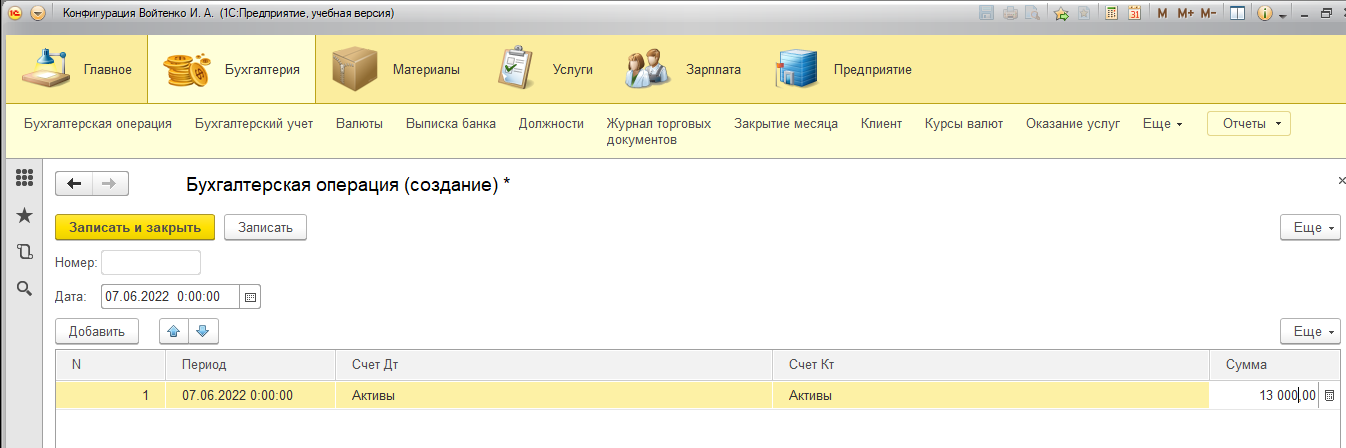 Конфигурация Войтенко И. А. (1С:Предприятие, учебная версия)
31 M M+ M-
Главное Бухгалтерия Материалы Услуги Зарплата Предприятие
Бухгалтерская операция Бухгалтерский учет Валюты Выписка банка Должности Журнал торговых документов Закрытие месяца Клиент Курсы валют Оказание услуг Еще Отчеты
Бухгалтерская операция (создание) *
Записать и закрыть Записать Еще
Номер:
Дата: 07.06.2022 0:00:00
Добавить Еще
N Период Счет Дт Счет Кт Сумма
1 07.06.2022 0:00:00 Активы Активы 13 000,00